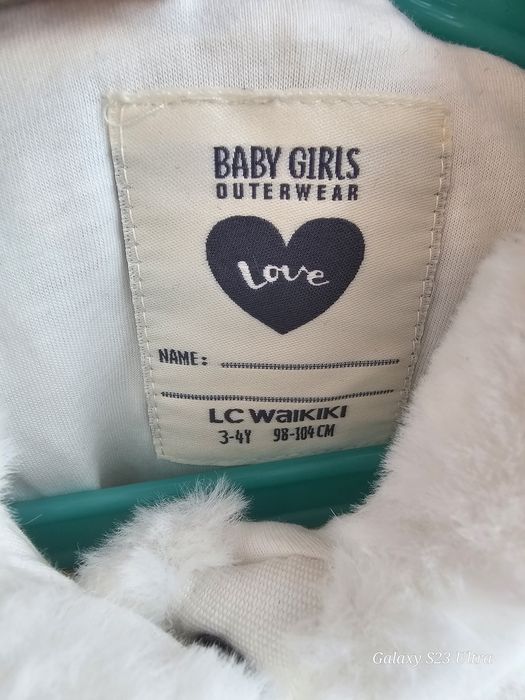 BABY GIRLS
OUTERWEAR
Love
NAME:
LC WAIKIKI
3-4Y 98-104 CM
Galaxy S23 Ultra